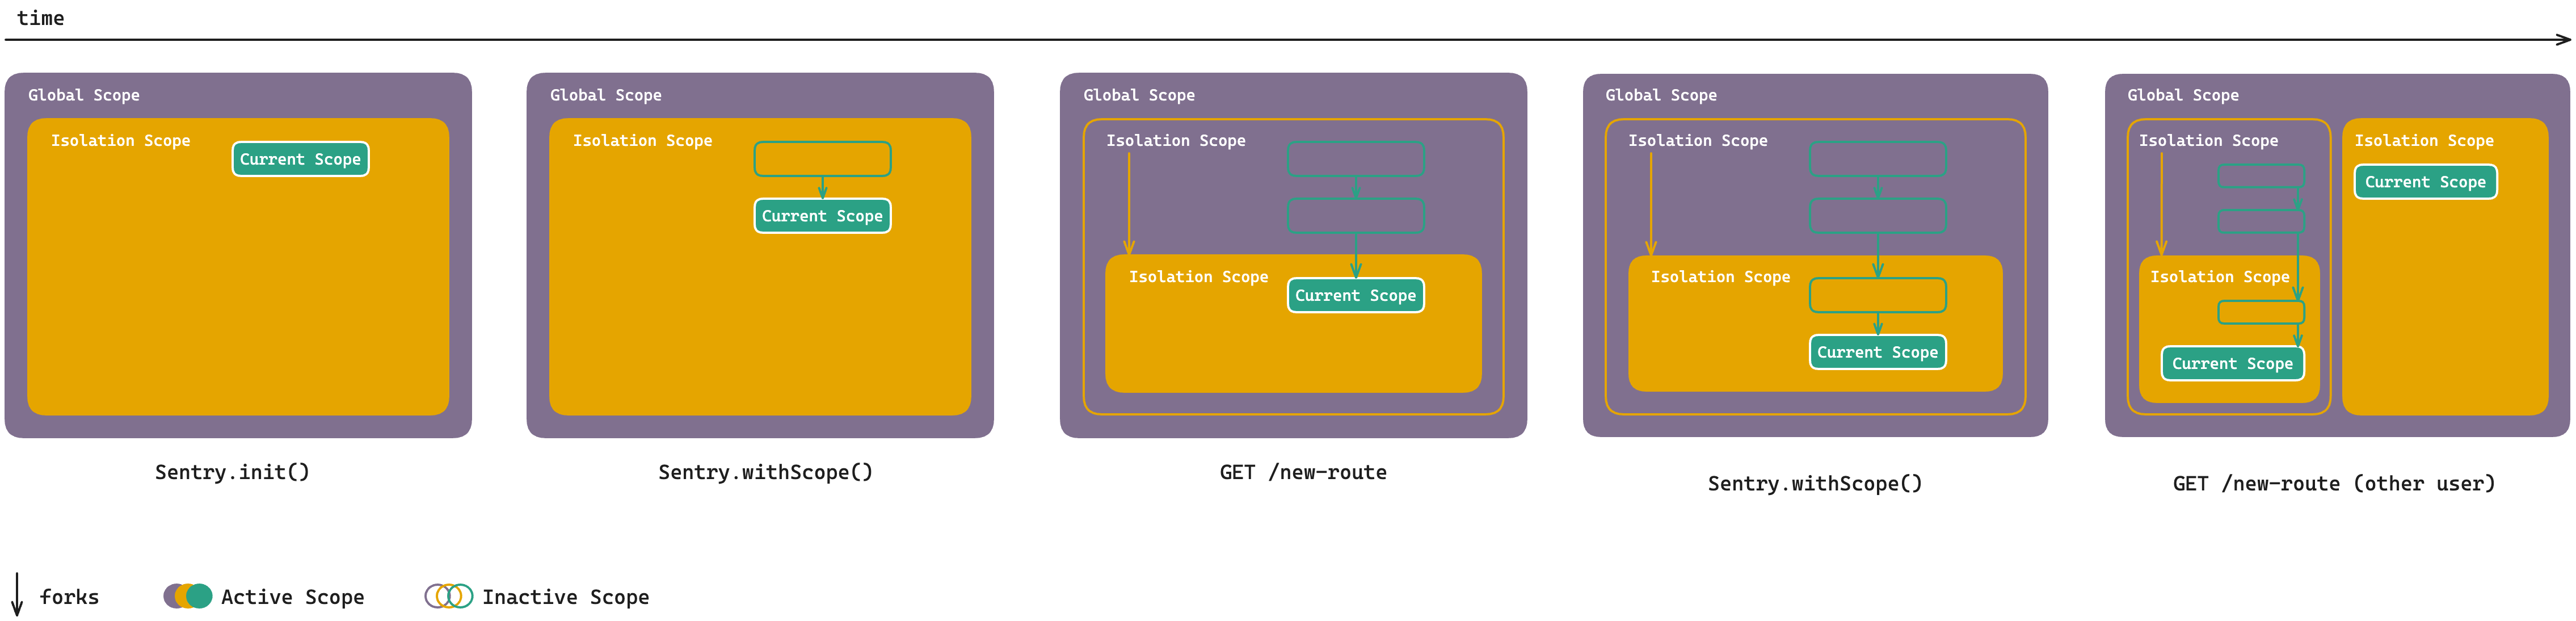 time
Global Scope
Isolation Scope
Current Scope
Sentry.init()
Global Scope
Isolation Scope
Current Scope
Sentry.withScope()
Global Scope
Isolation Scope
Isolation Scope
Current Scope
GET /new-route
Global Scope
Isolation Scope
Isolation Scope
Current Scope
Sentry.withScope()
Global Scope
Isolation Scope
Isolation Scope
Current Scope
Isolation Scope
Current Scope
GET /new-route (other user)
forks
Active Scope
Inactive Scope